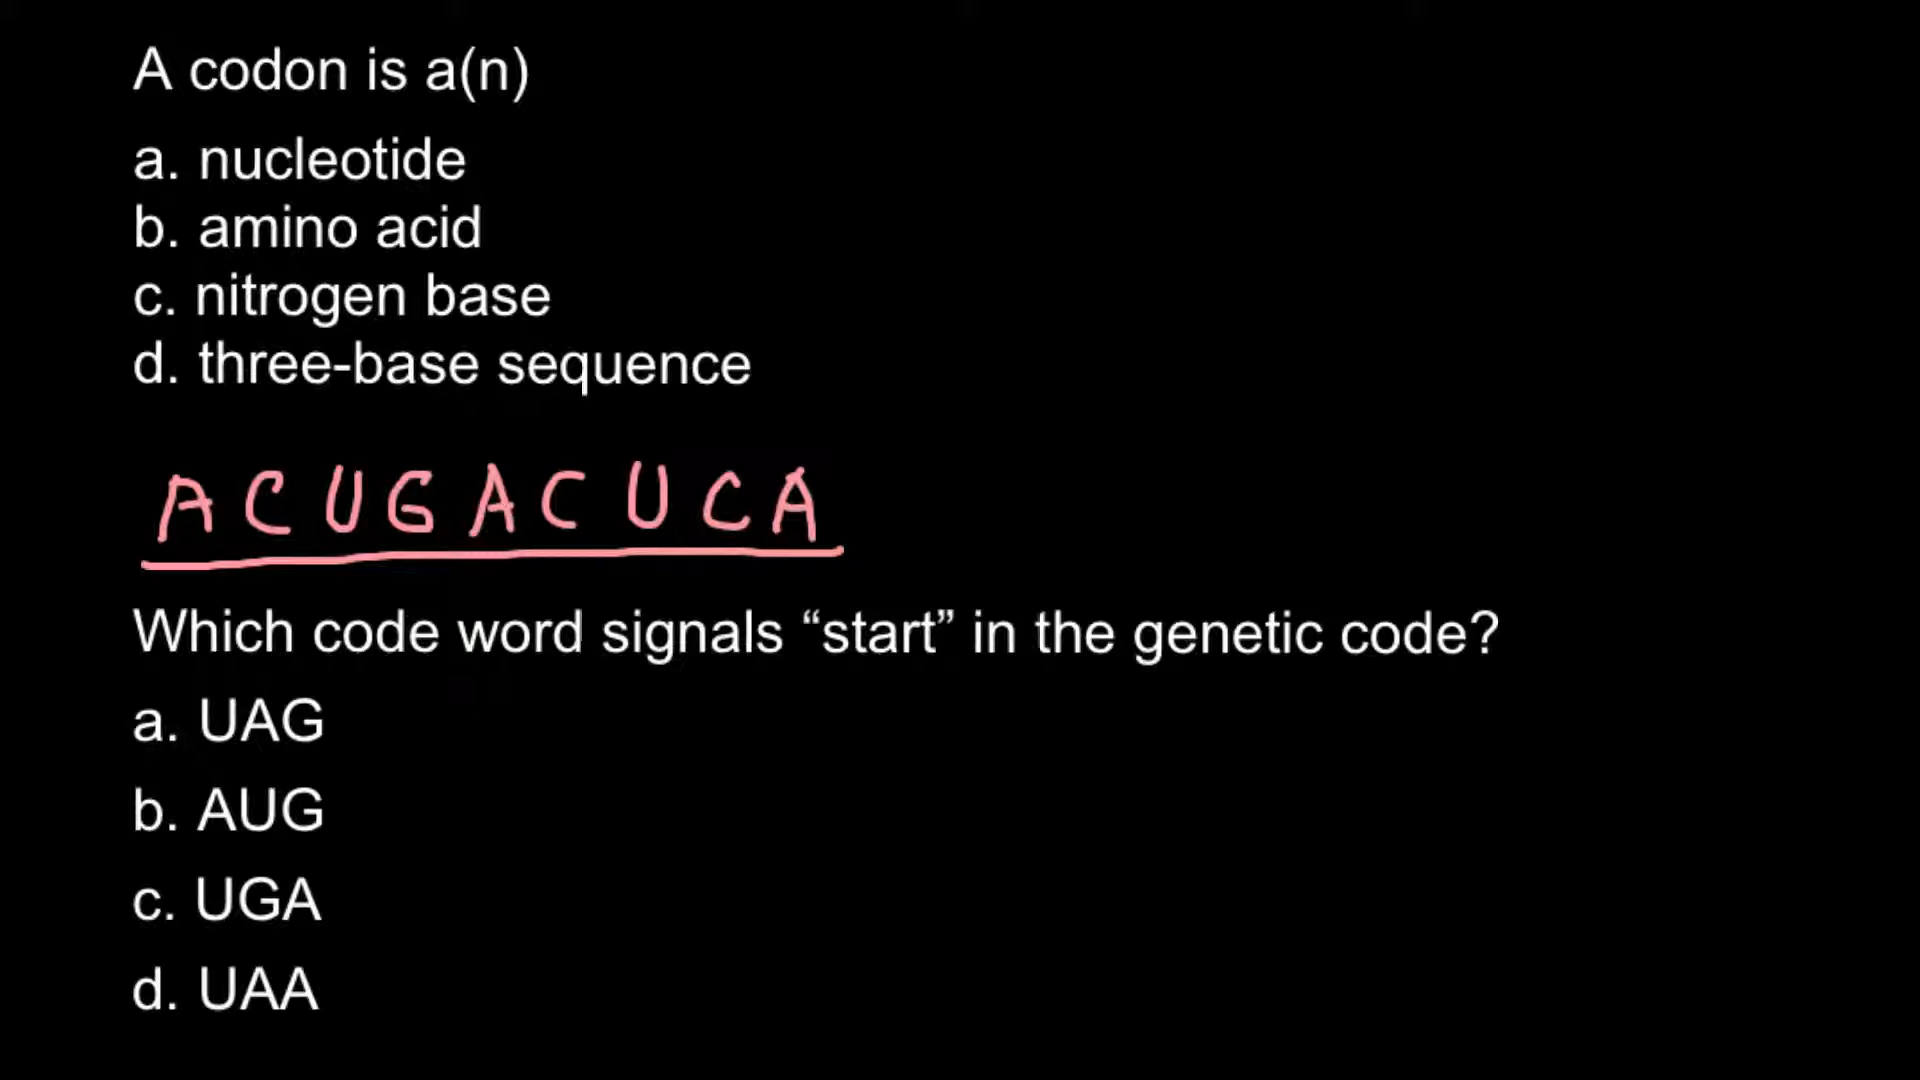 A codon is a(n)
a. nucleotide
b. amino acid
c. nitrogen base
d. three-base sequence
A C U G A C U C A
Which code word signals “start” in the genetic code?
a. UAG
b. AUG
c. UGA
d. UAA